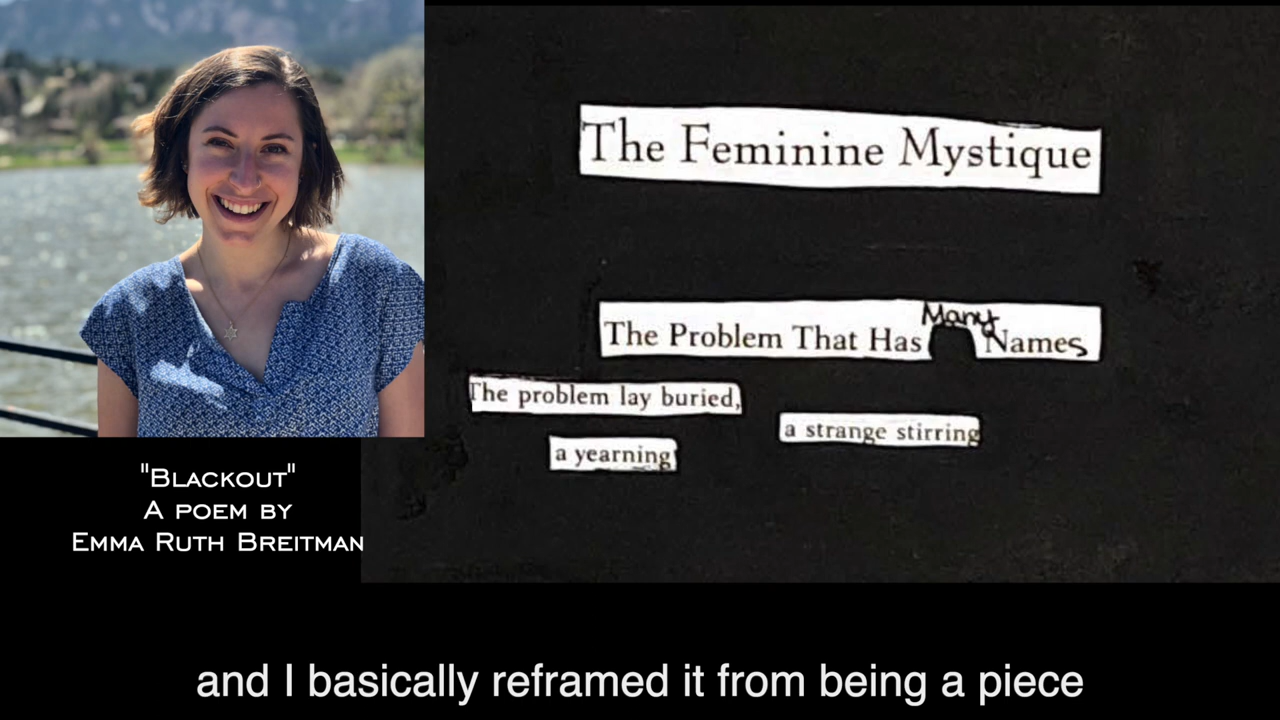 The Feminine Mystique
Many
The Problem That Has Names
The problem lay buried,
a strange stirring
a yearning
"Blackout"
A poem by
Emma Ruth Breitman
and I basically reframed it from being a piece